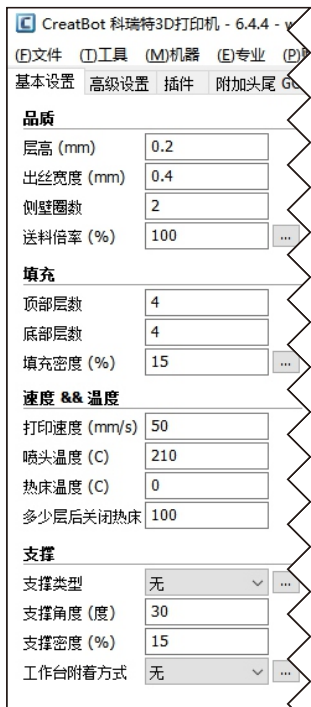 CreatBot 科瑞特3D打印机 - 6.4.4 -
(F)文件 (T)工具 (M)机器 (E)专业
基本设置 高级设置 插件 附加头尾
品质
层高 (mm) 0.2
出丝宽度 (mm) 0.4
侧壁圈数 2
送料倍率 (%) 100 ...
填充
顶部层数 4
底部层数 4
填充密度 (%) 15 ...
速度 && 温度
打印速度 (mm/s) 50
喷头温度 (C) 210
热床温度 (C) 0
多少层后关闭热床 100
支撑
支撑类型 无 ...
支撑角度 (度) 30
支撑密度 (%) 15
工作台附着方式 无 ...